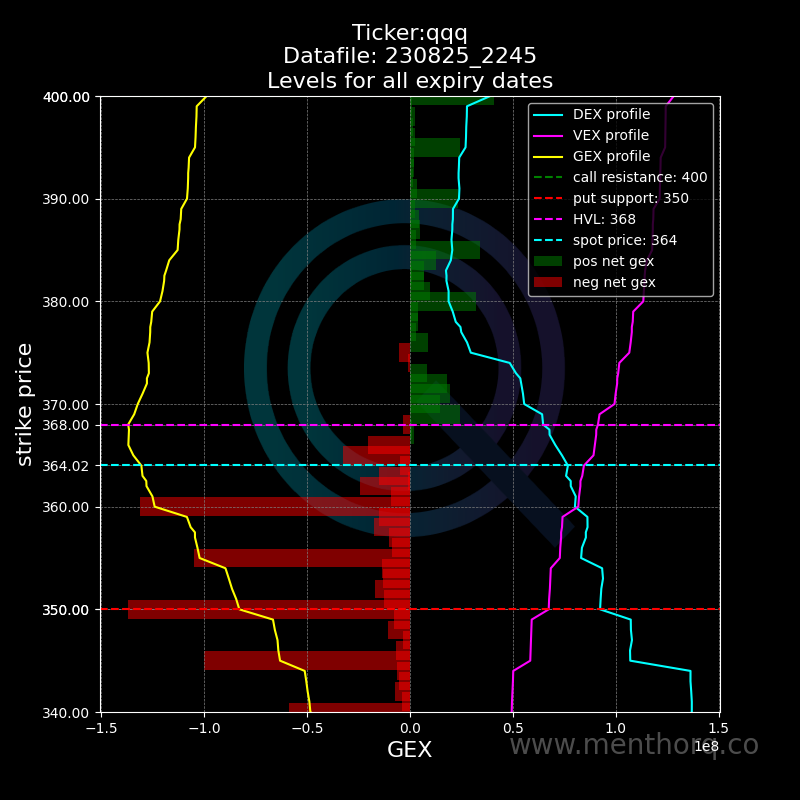 Ticker:qqq
Datafile: 230825_2245
Levels for all expiry dates
DEX profile
VEX profile
GEX profile
call resistance: 400
put support: 350
HVL: 368
spot price: 364
pos net gex
neg net gex
strike price
400.00
390.00
380.00
370.00
368.00
364.02
360.00
350.00
340.00
−1.5 −1.0 −0.5 0.0 0.5 1.0 1.5
1e8
GEX
www.menthorq.co